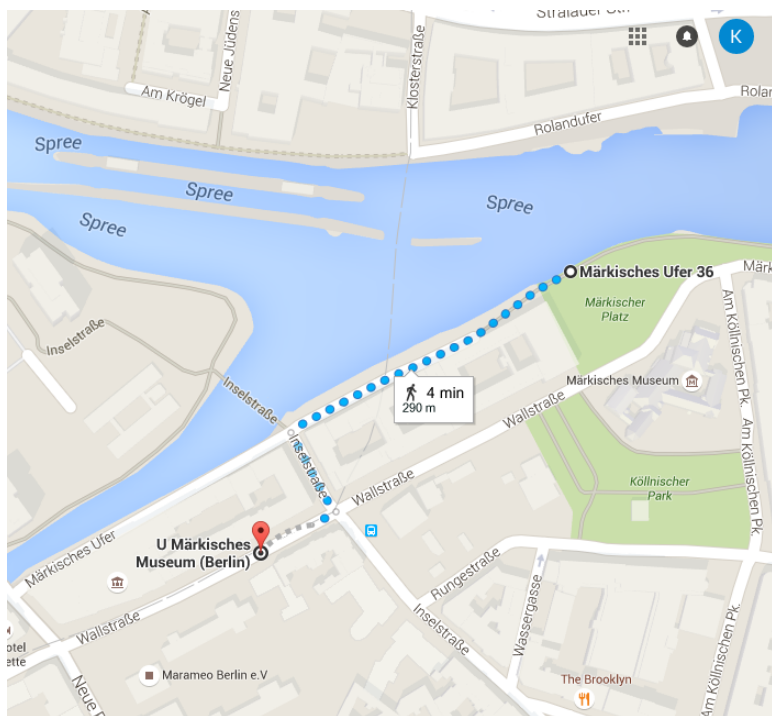 Stralauer Str
K
Neue Jüdens
Klosterstraße
Am Krögel
Rolandufer
Rolan
Spree
Spree
Spree
Spree
Märkisches Ufer 36
Märk
Märkischer
Platz
Am Köllnischen Pk.
Inselstraße
Inselstraße
Märkisches Museum
4 min
290 m
Wallstraße
Am Köllnischen Pk.
Inselstraße
Wallstraße
Köllnischer
Park
U Märkisches
Museum (Berlin)
Märkisches Ufer
Rungestraße
Wassergasse
Inselstraße
Am Köllnischen Pk.
Wallstraße
otel
ette
Marameo Berlin e.V
Neue
The Brooklyn